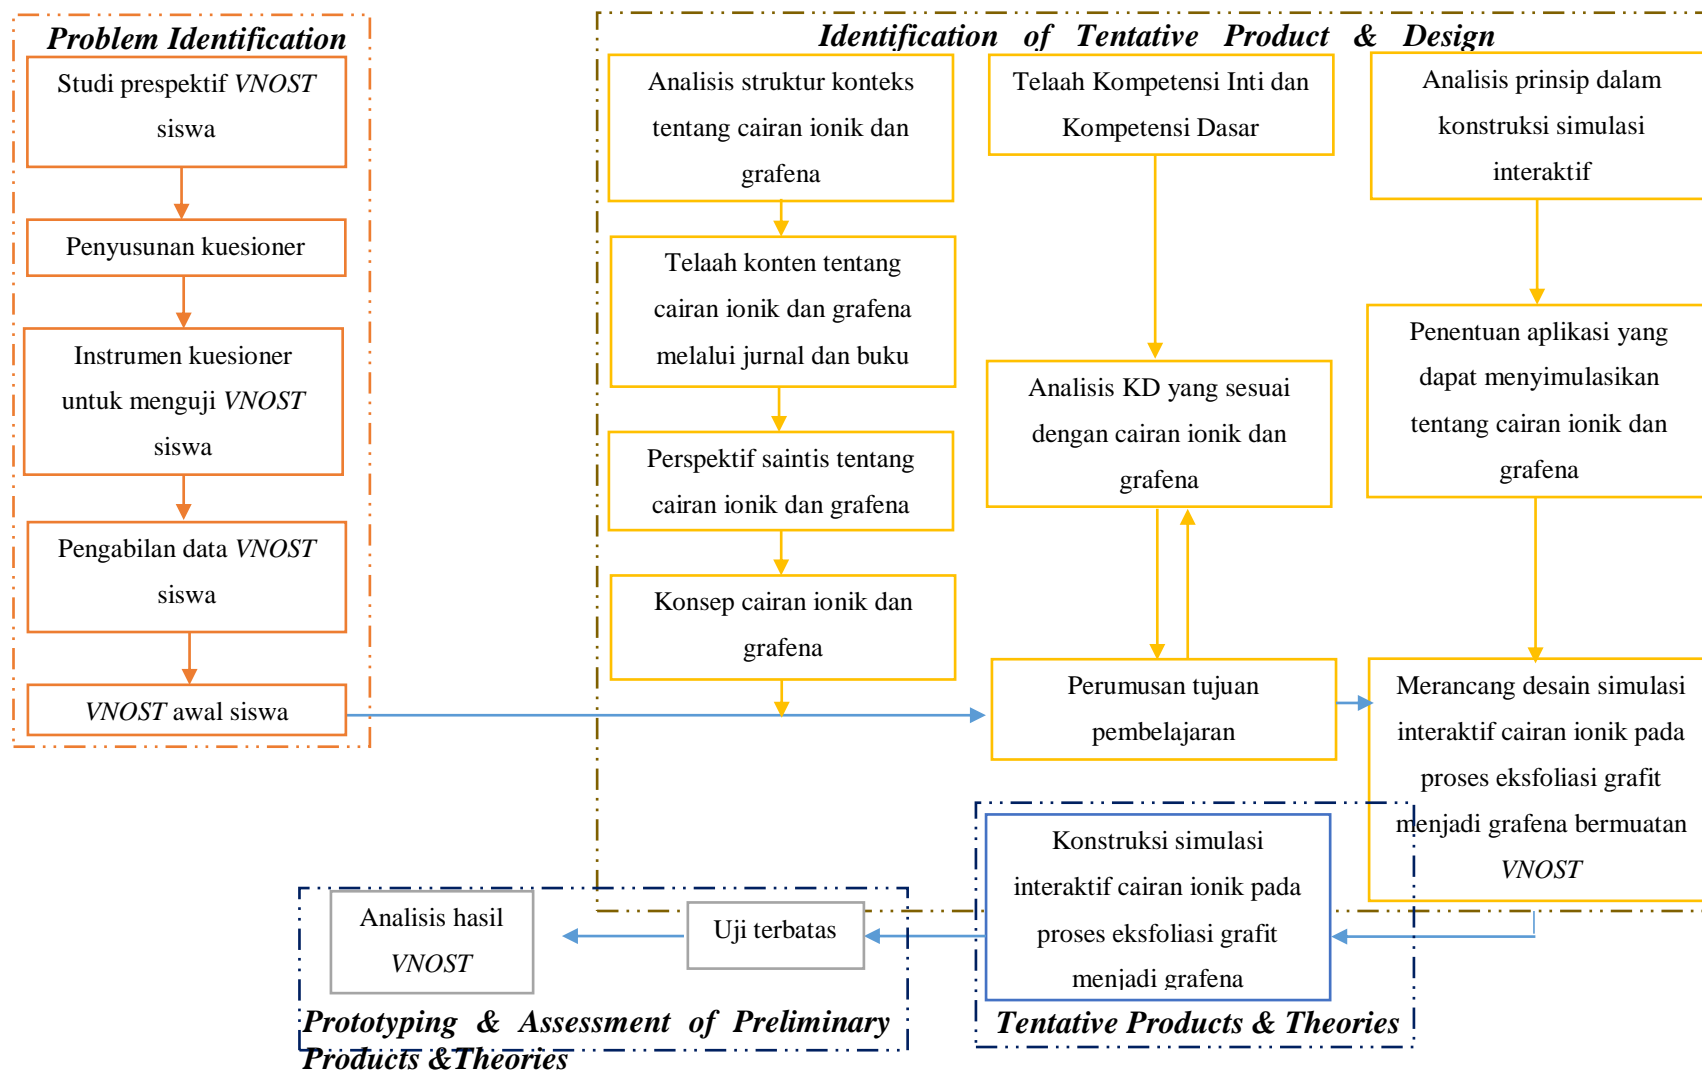 Problem Identification
Studi prespektif VNOST
siswa
Penyusunan kuesioner
Instrumen kuesioner
untuk menguji VNOST
siswa
Pengabilan data VNOST
siswa
VNOST awal siswa
Identification of Tentative Product & Design
Analisis struktur konteks
tentang cairan ionik dan
grafena
Telaah konten tentang
cairan ionik dan grafena
melalui jurnal dan buku
Perspektif saintis tentang
cairan ionik dan grafena
Konsep cairan ionik dan
grafena
Telaah Kompetensi Inti dan
Kompetensi Dasar
Analisis KD yang sesuai
dengan cairan ionik dan
grafena
Perumusan tujuan
pembelajaran
Analisis prinsip dalam
konstruksi simulasi
interaktif
Penentuan aplikasi yang
dapat menyimulasikan
tentang cairan ionik dan
grafena
Merancang desain simulasi
interaktif cairan ionik pada
proses eksfoliasi grafit
menjadi grafena bermuatan
VNOST
Konstruksi simulasi
interaktif cairan ionik pada
proses eksfoliasi grafit
menjadi grafena
Tentative Products & Theories
Uji terbatas
Analisis hasil
VNOST
Prototyping & Assessment of Preliminary
Products &Theories